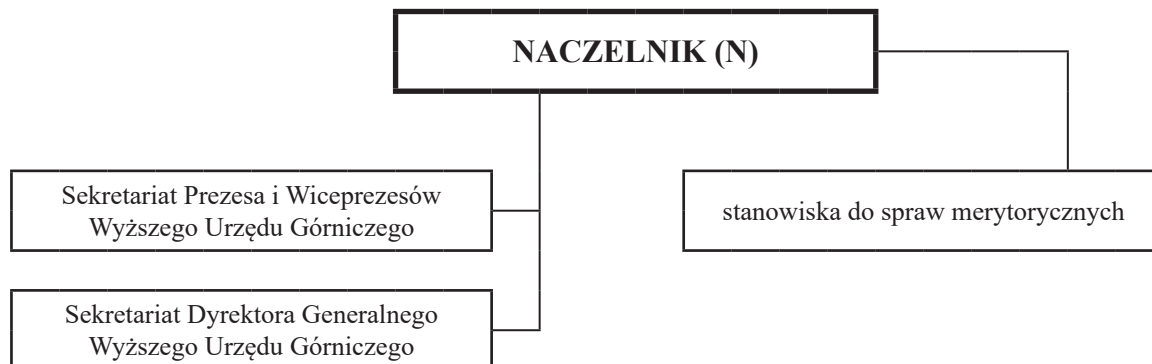 NACZELNIK (N)
Sekretariat Prezesa i Wiceprezesów
Wyższego Urzędu Górniczego
stanowiska do spraw merytorycznych
Sekretariat Dyrektora Generalnego
Wyższego Urzędu Górniczego